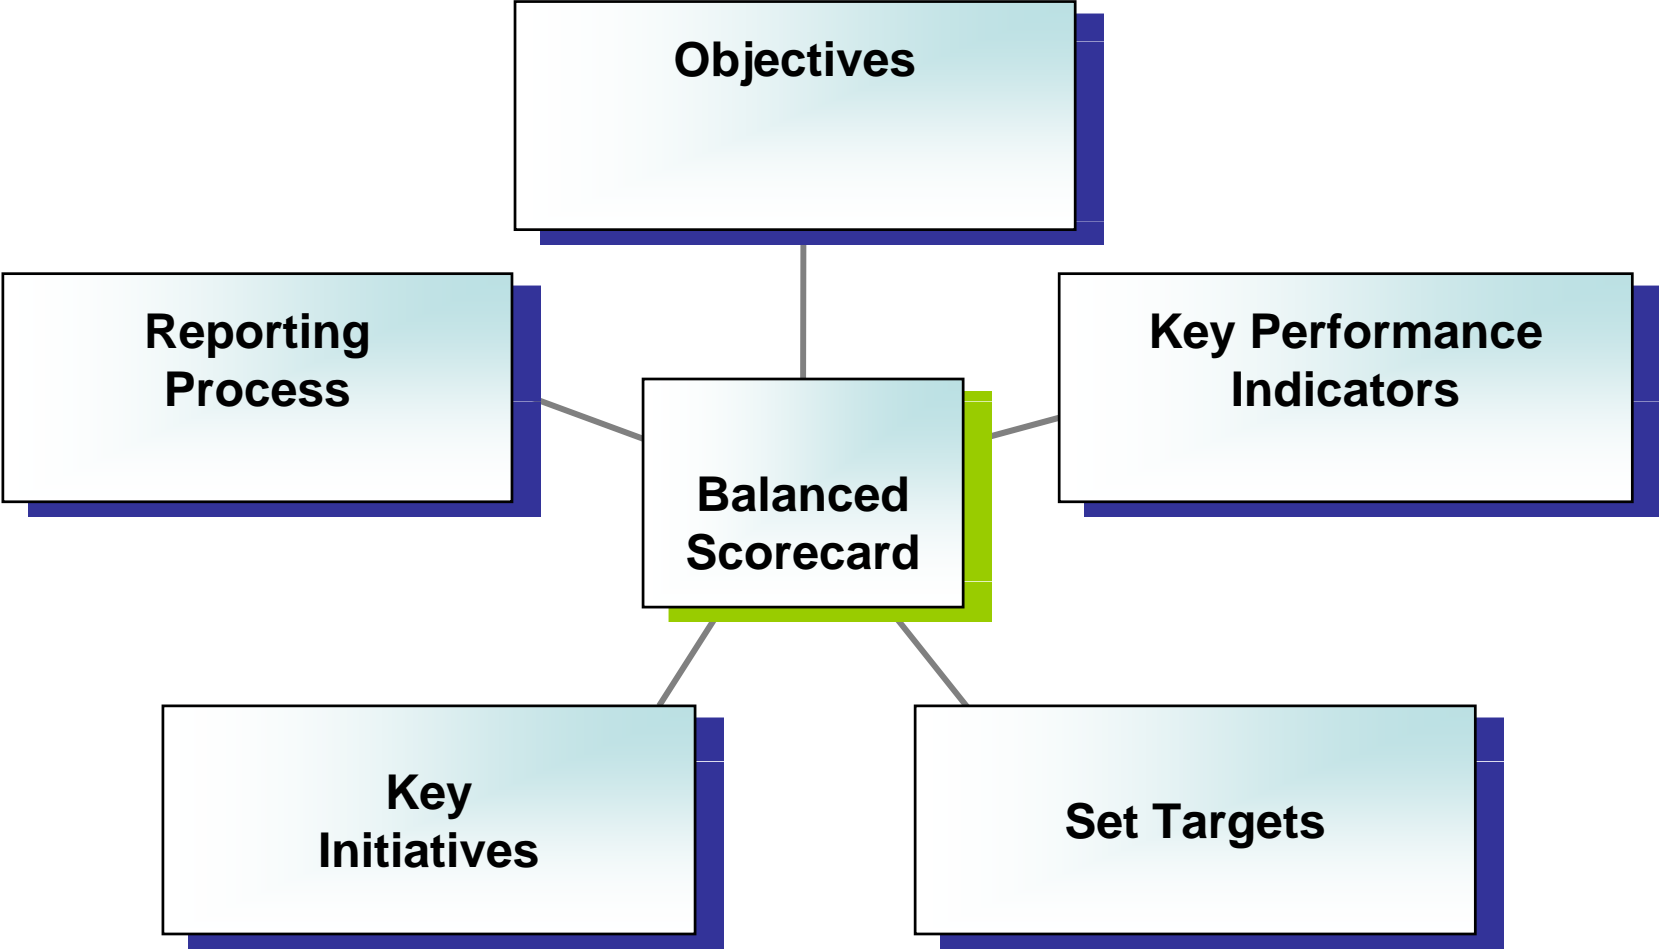 Objectives
Reporting
Process
Key Performance
Indicators
Balanced
Scorecard
Key
Initiatives
Set Targets